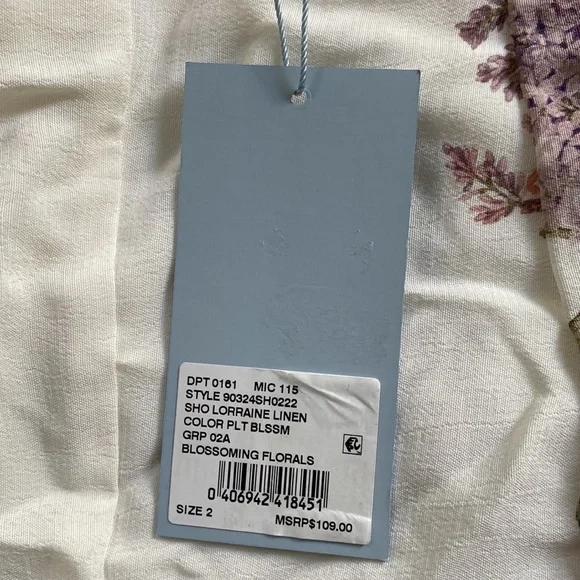 DPT 0161 MIC 115
STYLE 90324SH0222
SHO LORRAINE LINEN
COLOR PLT BLSSM
GRP 02A
BLOSSOMING FLORALS
0 406942 418451
SIZE 2 MSRP$109.00